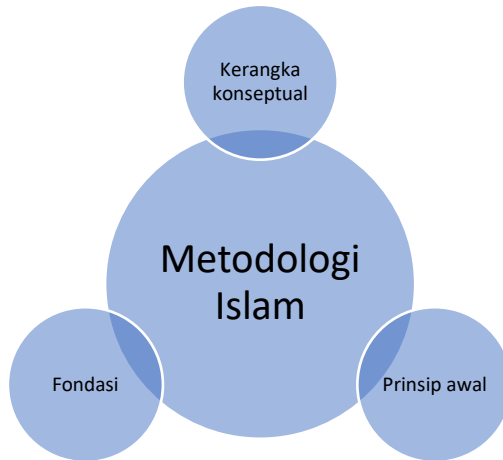 Kerangka
konseptual
Metodologi
Islam
Fondasi
Prinsip awal